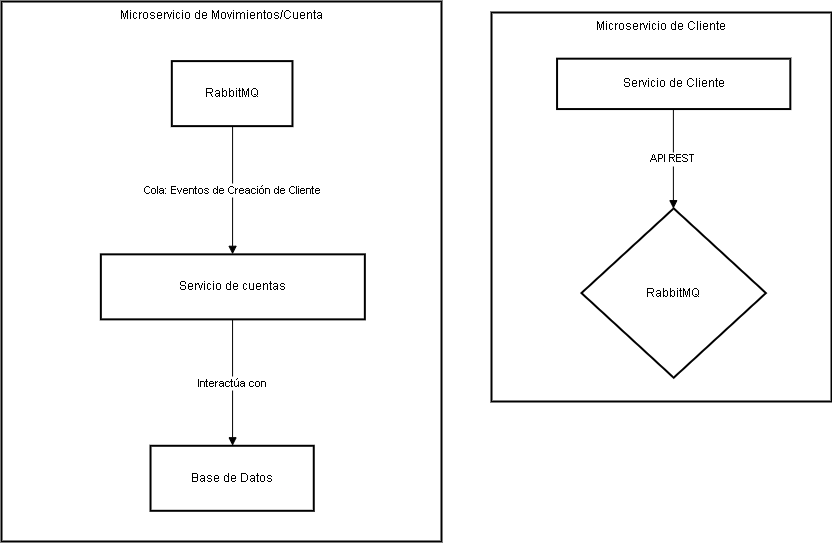 Microservicio de Movimientos/Cuenta
RabbitMQ
Cola: Eventos de Creación de Cliente
Servicio de cuentas
Interactúa con
Base de Datos
Microservicio de Cliente
Servicio de Cliente
API REST
RabbitMQ